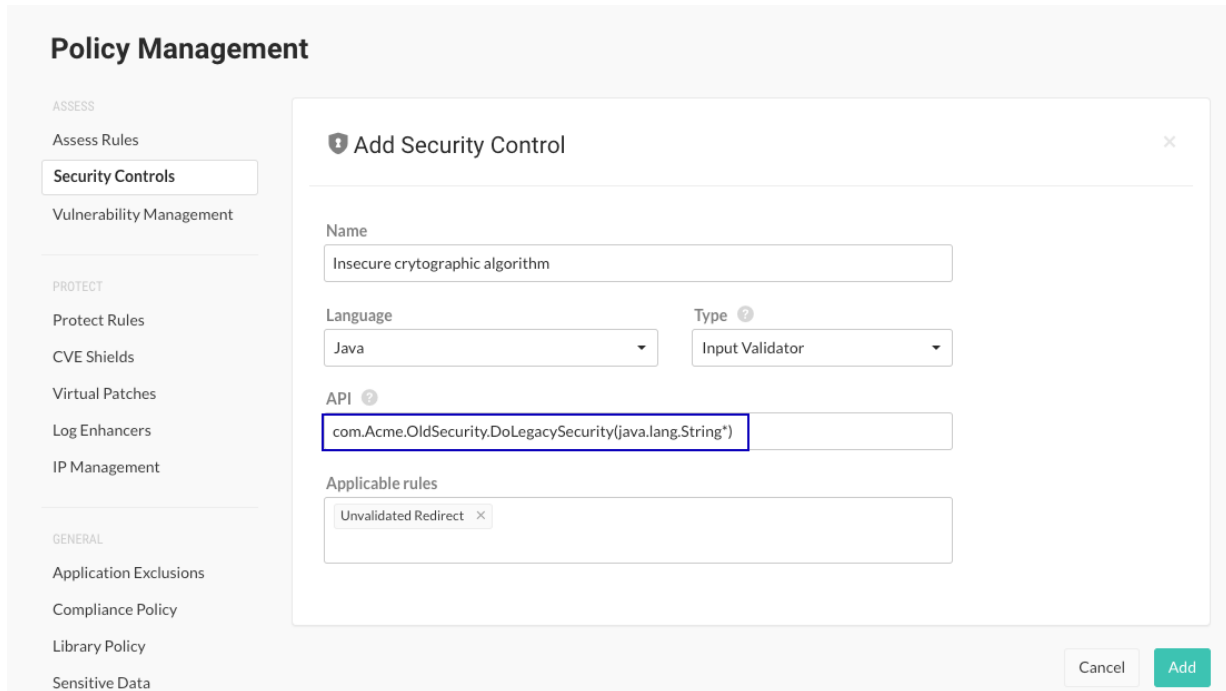 Policy Management
ASSESS
Assess Rules
Security Controls
Vulnerability Management
PROTECT
Protect Rules
CVE Shields
Virtual Patches
Log Enhancers
IP Management
GENERAL
Application Exclusions
Compliance Policy
Library Policy
Sensitive Data
Add Security Control
×
Name
Insecure crytographic algorithm
Language
Type ?
Java
Input Validator
API ?
com.Acme.OldSecurity.DoLegacySecurity(java.lang.String*)
Applicable rules
Unvalidated Redirect ×
Cancel
Add